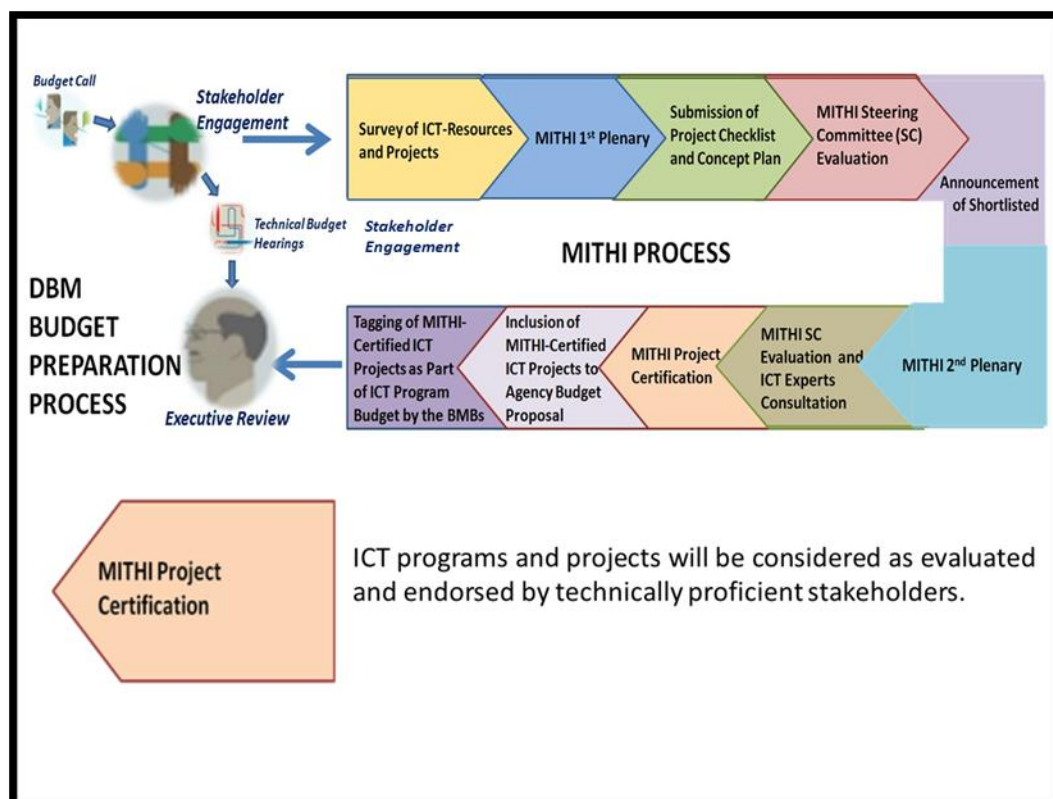 Budget Call
Stakeholder
Engagement
Survey of ICT-Resources
and Projects
MITHI 1st Plenary
Submission of
Project Checklist
and Concept Plan
MITHI Steering
Committee (SC)
Evaluation
Announcement
of Shortlisted
Technical Budget
Hearings
Stakeholder
Engagement
MITHI PROCESS
DBM
BUDGET
PREPARATION
PROCESS
Executive Review
Tagging of MITHI-
Certified ICT
Projects as Part
of ICT Program
Budget by the BMBs
Inclusion of
MITHI-Certified
ICT Projects to
Agency Budget
Proposal
MITHI Project
Certification
MITHI SC
Evaluation and
ICT Experts
Consultation
MITHI 2nd Plenary
MITHI Project
Certification
ICT programs and projects will be considered as evaluated
and endorsed by technically proficient stakeholders.